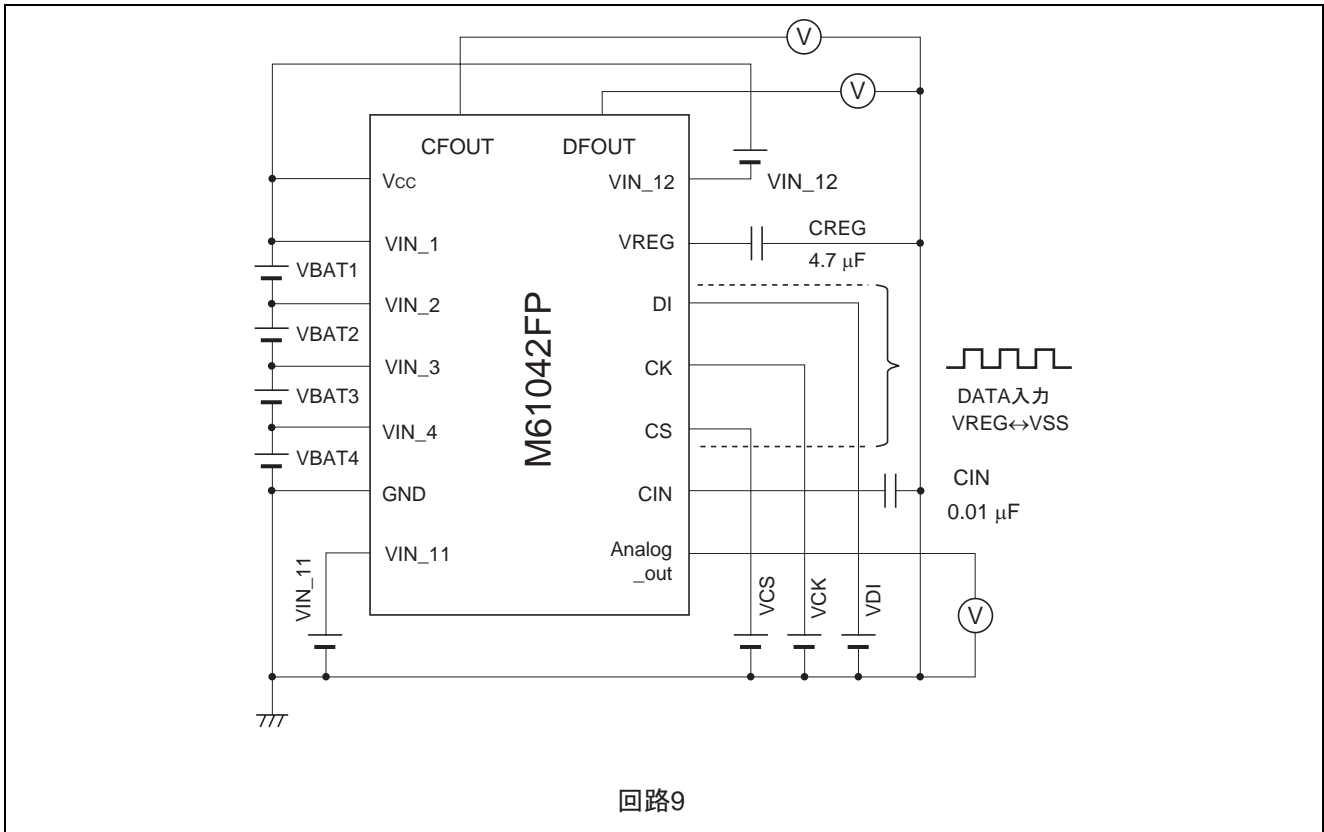 CFOUT
DFOUT
Vcc
VIN_12
VIN_12
VIN_1
VREG
CREG
4.7 μF
VBAT1
VIN_2
DI
VBAT2
VIN_3
CK
VBAT3
VIN_4
CS
VBAT4
GND
CIN
VIN_11
Analog
_out
M61042FP
DATA入力
VREG↔VSS
CIN
0.01 μF
VIN_11
VCS
VCK
VDI
V
V
V
回路9